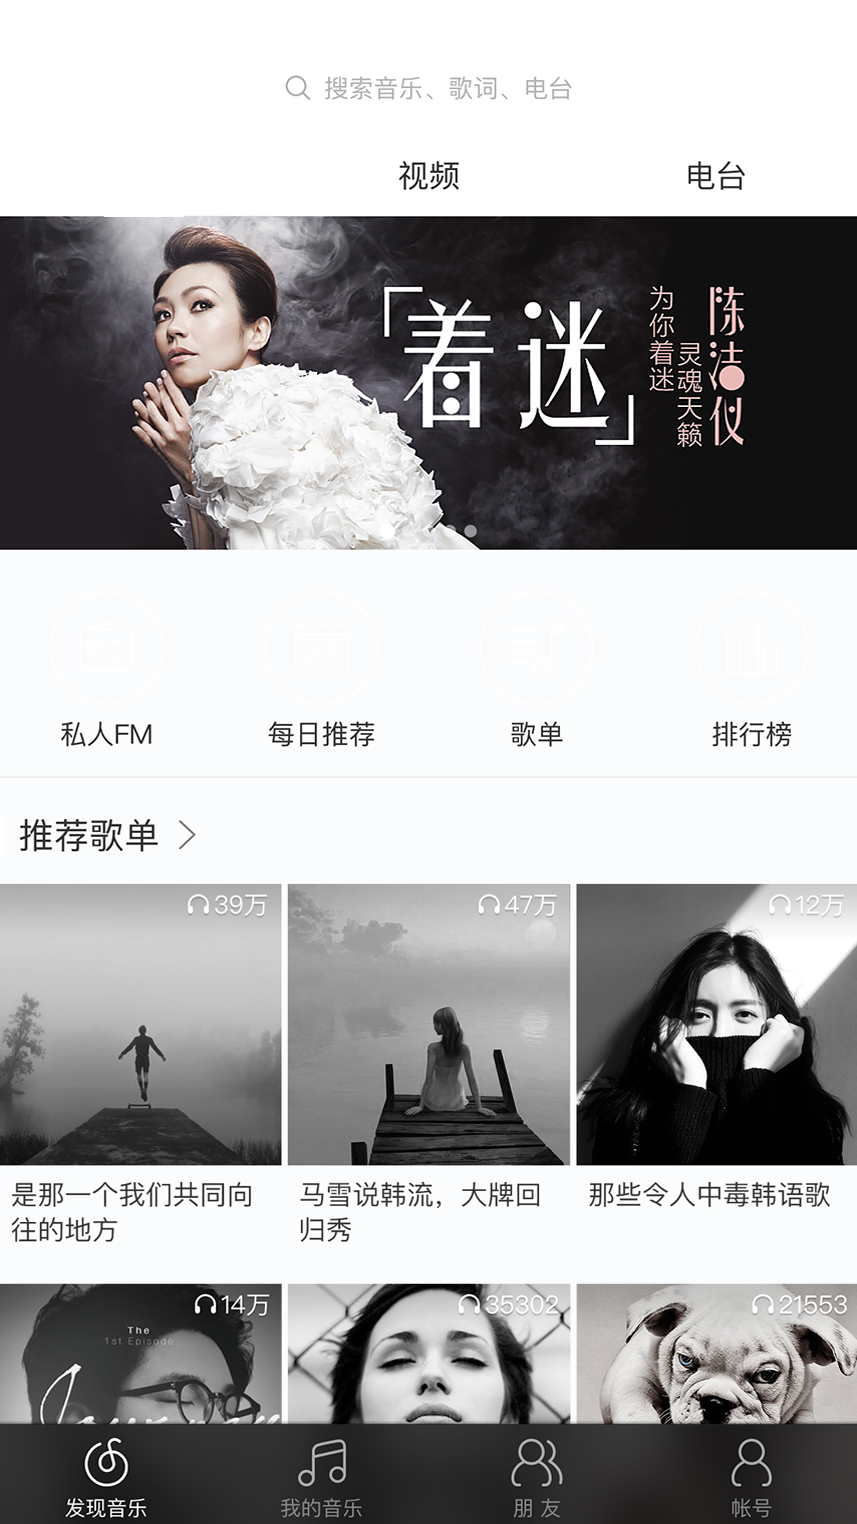 搜索音乐、歌词、电台
视频
电台
「着迷」
为你着迷
灵魂天籁
陈洁仪
23
私人FM
每日推荐
歌单
排行榜
推荐歌单
39万
47万
12万
是那一个我们共同向
往的地方
马雪说韩流，大牌回
归秀
那些令人中毒韩语歌
14万
35302
21553
The
1st Episode
发现音乐
我的音乐
朋 友
帐号